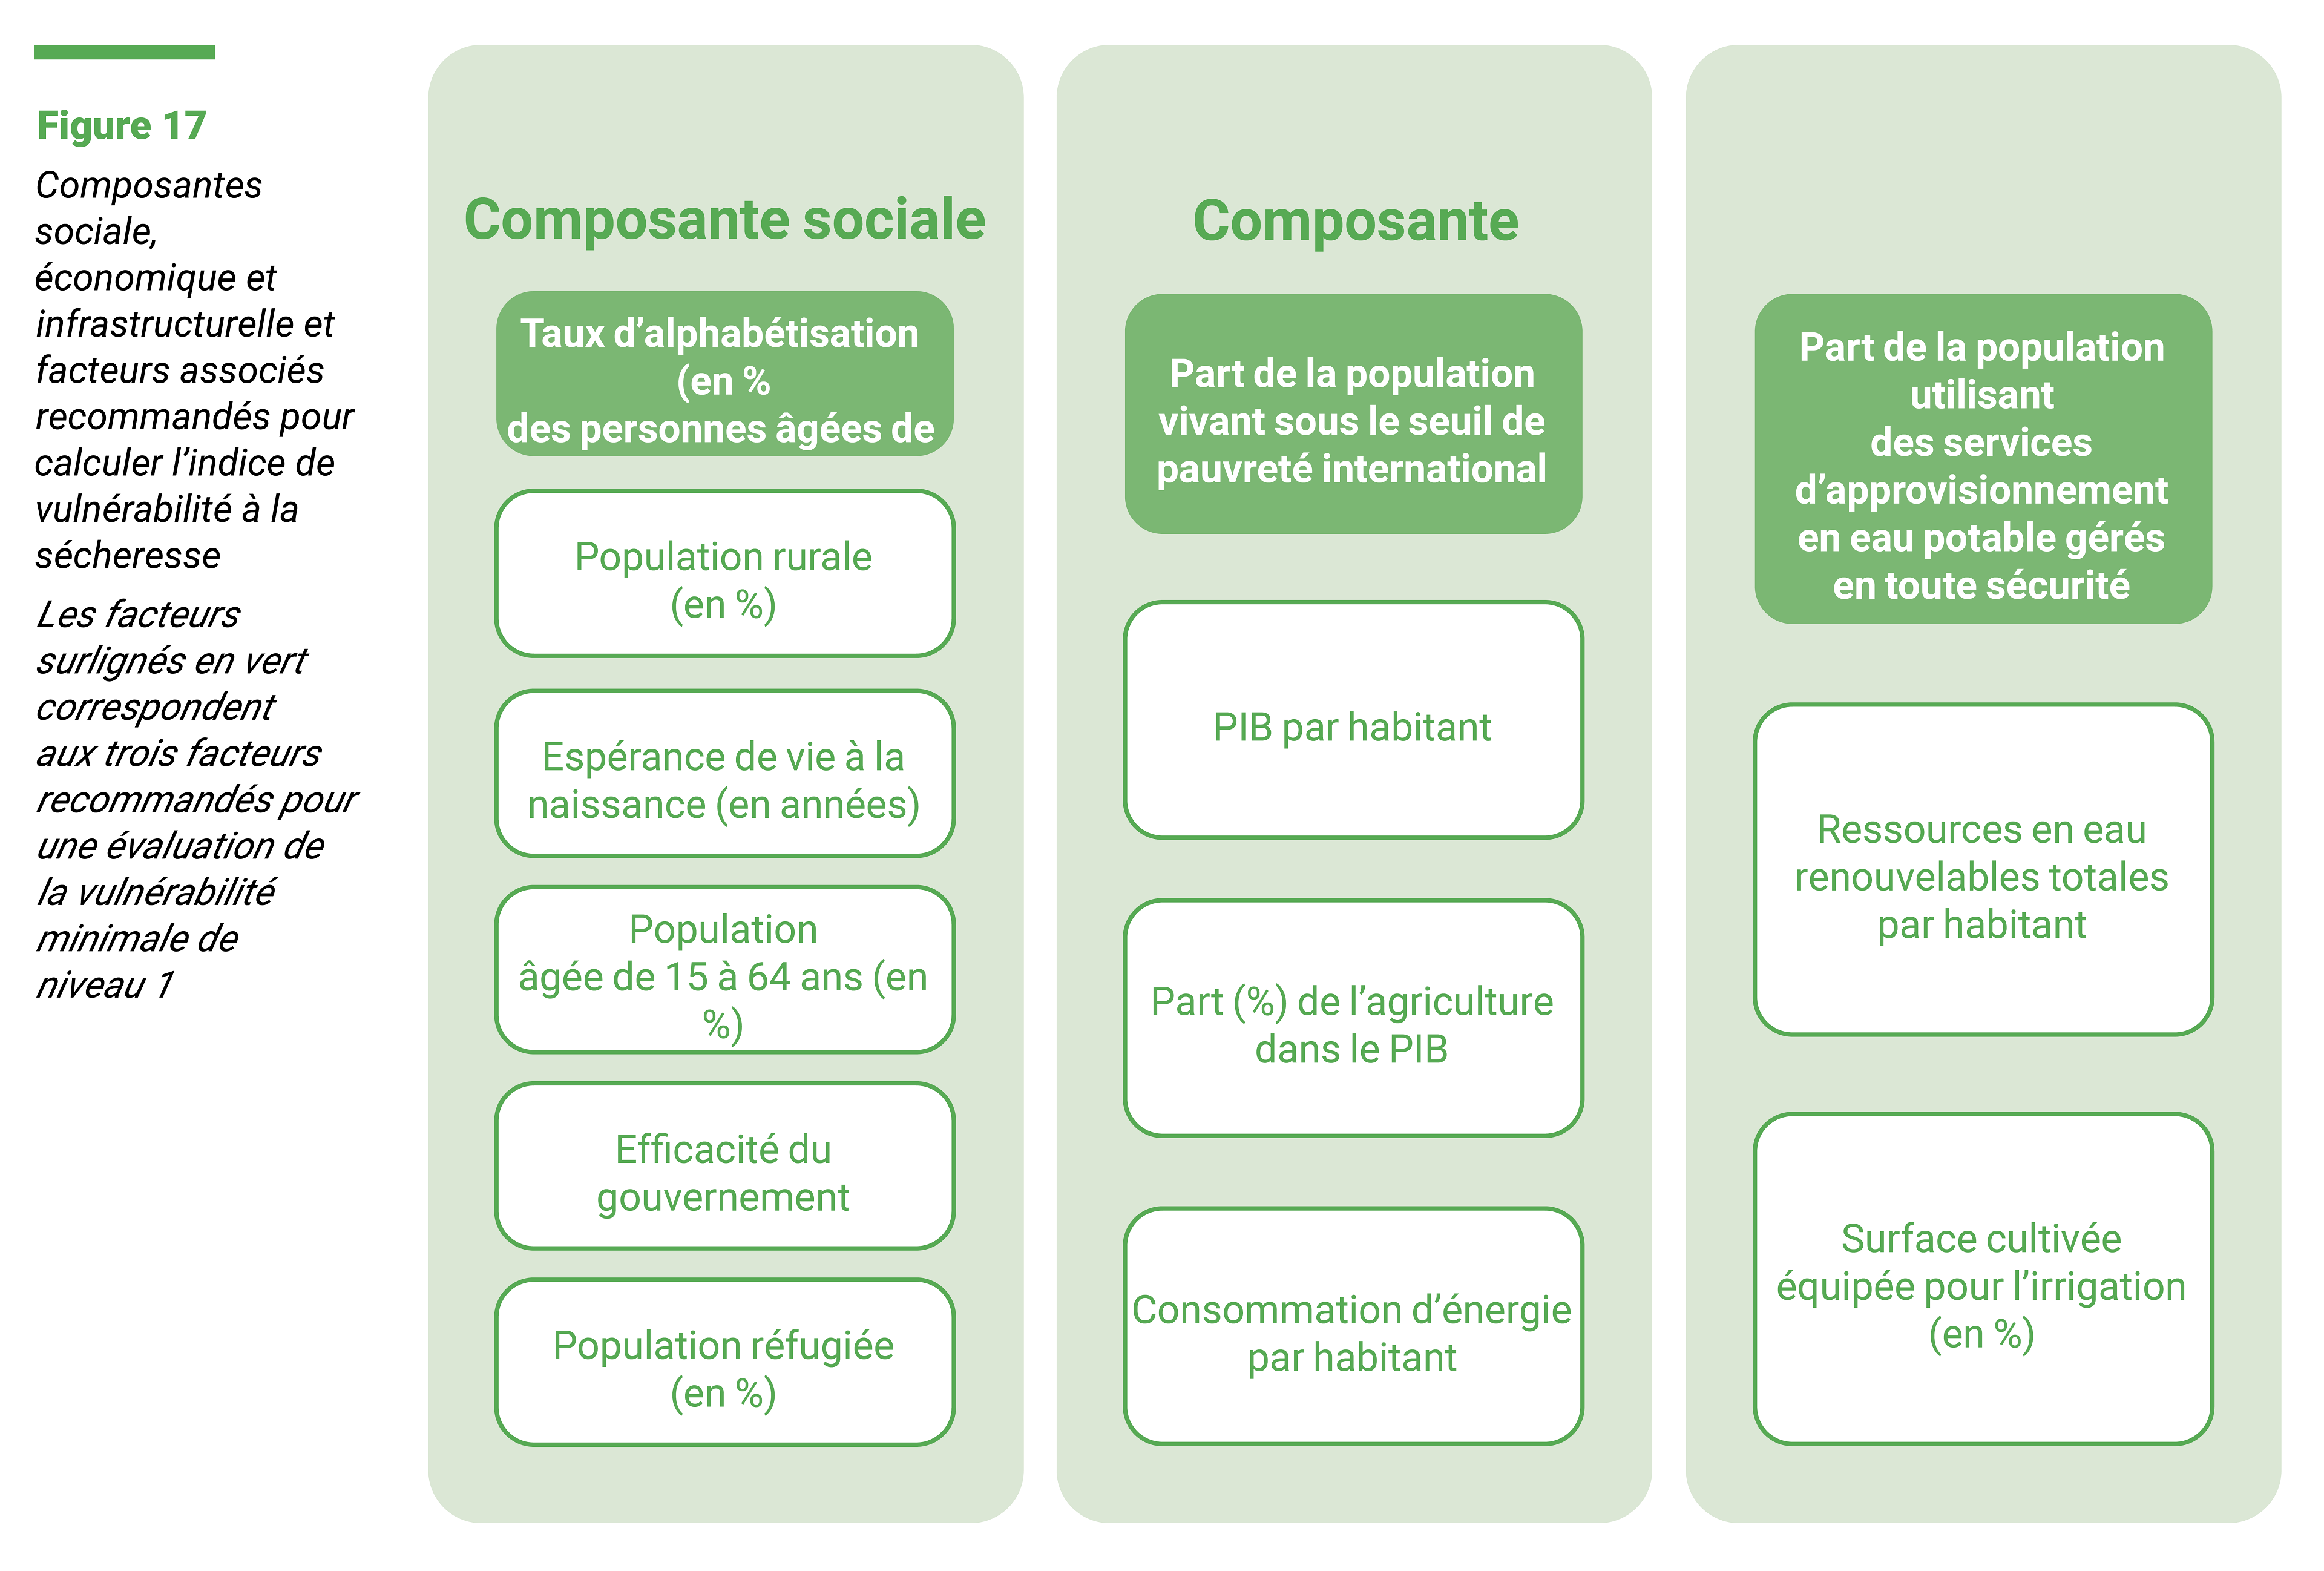 Figure 17
Composantes
sociale,
économique et
infrastructurelle et
facteurs associés
recommandés pour
calculer l’indice de
vulnérabilité à la
sécheresse
Les facteurs
surlignés en vert
correspondent
aux trois facteurs
recommandés pour
une évaluation de
la vulnérabilité
minimale de
niveau 1
Composante sociale
Taux d’alphabétisation
(en %
des personnes âgées de
Population rurale
(en %)
Espérance de vie à la
naissance (en années)
Population
âgée de 15 à 64 ans (en
%)
Efficacité du
gouvernement
Population réfugiée
(en %)
Composante
Part de la population
vivant sous le seuil de
pauvreté international
PIB par habitant
Part (%) de l’agriculture
dans le PIB
Consommation d’énergie
par habitant
Part de la population
utilisant
des services
d’approvisionnement
en eau potable gérés
en toute sécurité
Ressources en eau
renouvelables totales
par habitant
Surface cultivée
équipée pour l’irrigation
(en %)